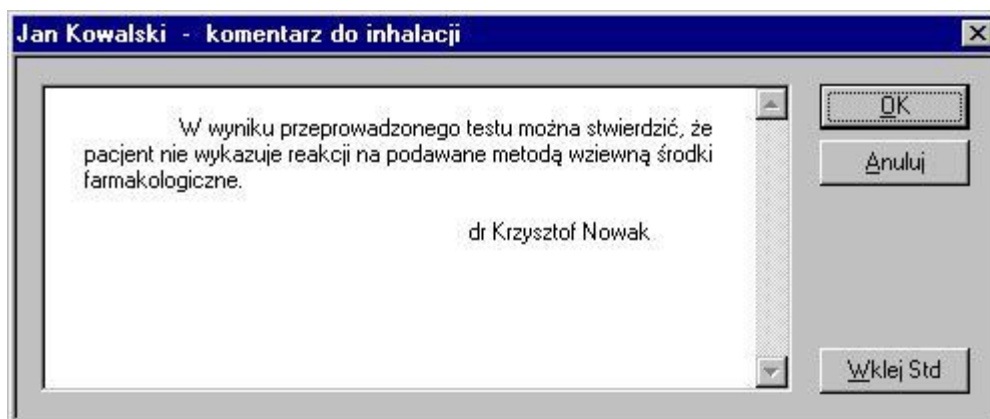 Jan Kowalski - komentarz do inhalacji
W wyniku przeprowadzonego testu można stwierdzić, że
pacjent nie wykazuje reakcji na podawane metodą wziewną środki
farmakologiczne.
dr Krzysztof Nowak
OK
Anuluj
Wklej Std